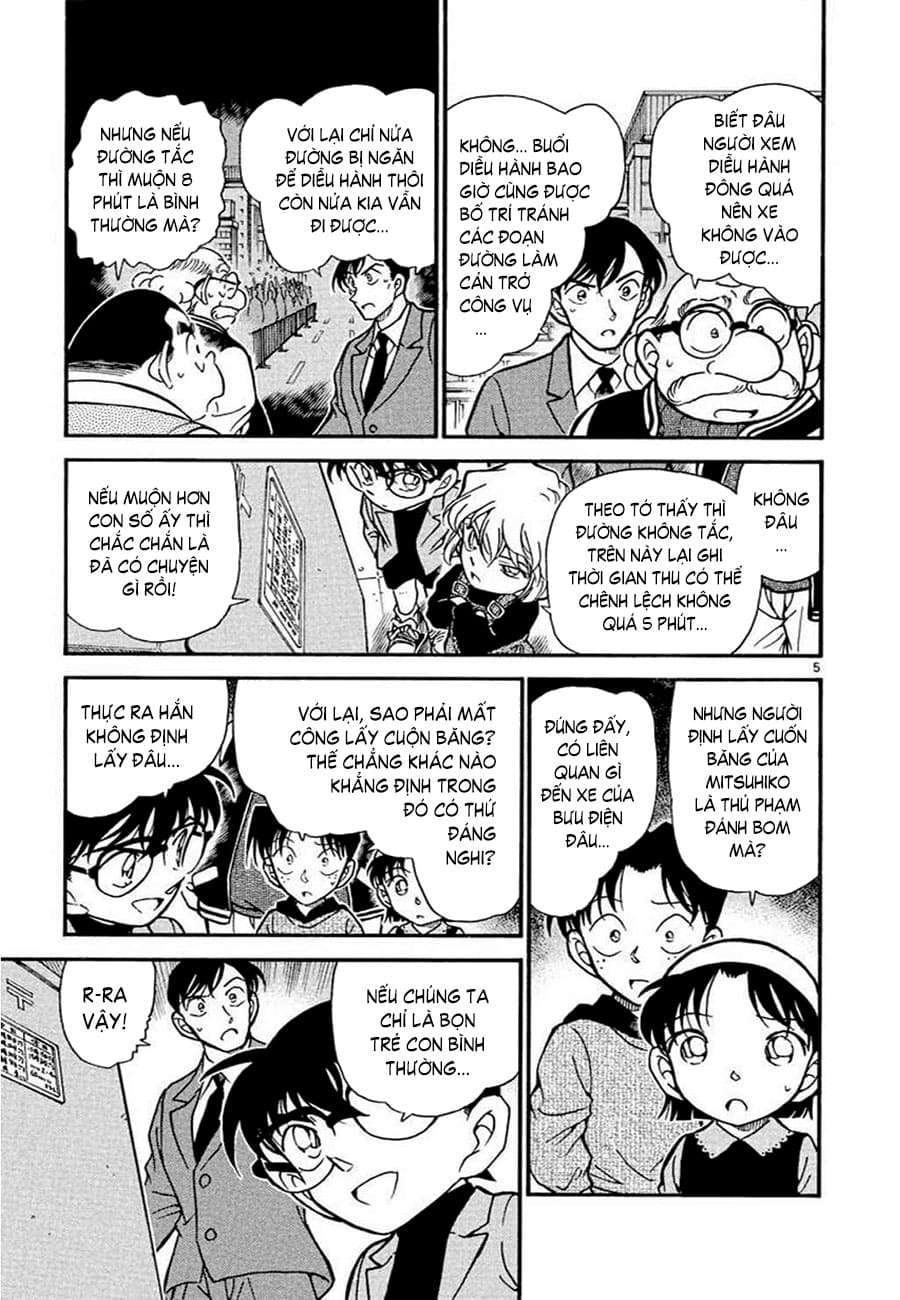 BIẾT ĐÂU
NGƯỜI XEM
DIỄU HÀNH
ĐÔNG QUÁ
NÊN XE
KHÔNG VÀO
ĐƯỢC...
KHÔNG... BUỔI
DIỄU HÀNH BAO
GIỜ CŨNG ĐƯỢC
BỐ TRÍ TRÁNH
CÁC ĐOẠN
ĐƯỜNG LÀM
CẢN TRỞ
CÔNG VỤ
...
VỚI LẠI CHỈ NỬA
ĐƯỜNG BỊ NGĂN
ĐỂ DIỄU HÀNH THÔI
CÒN NỬA KIA VẪN
ĐI ĐƯỢC...
NHƯNG NẾU
ĐƯỜNG TẮC
THÌ MUỘN 8
PHÚT LÀ BÌNH
THƯỜNG MÀ?
KHÔNG
ĐÂU
...
THEO TỚ THẤY THÌ
ĐƯỜNG KHÔNG TẮC,
TRÊN NÀY LẠI GHI
THỜI GIAN THU CÓ THỂ
CHÊNH LỆCH KHÔNG
QUÁ 5 PHÚT...
NẾU MUỘN HƠN
CON SỐ ẤY THÌ
CHẮC CHẮN LÀ
ĐÃ CÓ CHUYỆN
GÌ RỒI!
5
NHƯNG NGƯỜI
ĐỊNH LẤY CUỐN
BĂNG CỦA
MITSUHIKO
LÀ THỦ PHẠM
ĐÁNH BOM
MÀ?
ĐÚNG ĐẤY,
CÓ LIÊN
QUAN GÌ
ĐẾN XE CỦA
BƯU ĐIỆN
ĐÂU...
VỚI LẠI, SAO PHẢI MẤT
CÔNG LẤY CUỘN BĂNG?
THẾ CHẲNG KHÁC NÀO
KHẲNG ĐỊNH TRONG
ĐÓ CÓ THỨ
ĐÁNG
NGHI?
THỰC RA HẮN
KHÔNG ĐỊNH
LẤY ĐÂU...
NẾU CHÚNG TA
CHỈ LÀ BỌN
TRẺ CON BÌNH
THƯỜNG...
R-RA
VẬY!